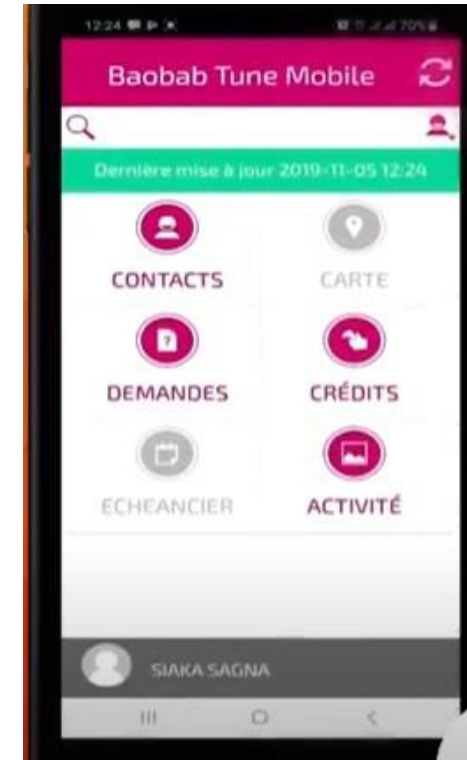 12:24 70%
Baobab Tune Mobile
Dernière mise à jour 2019-11-05 12:24
CONTACTS
CARTE
DEMANDES
CRÉDITS
ECHEANCIER
ACTIVITÉ
SIAKA SAGNA